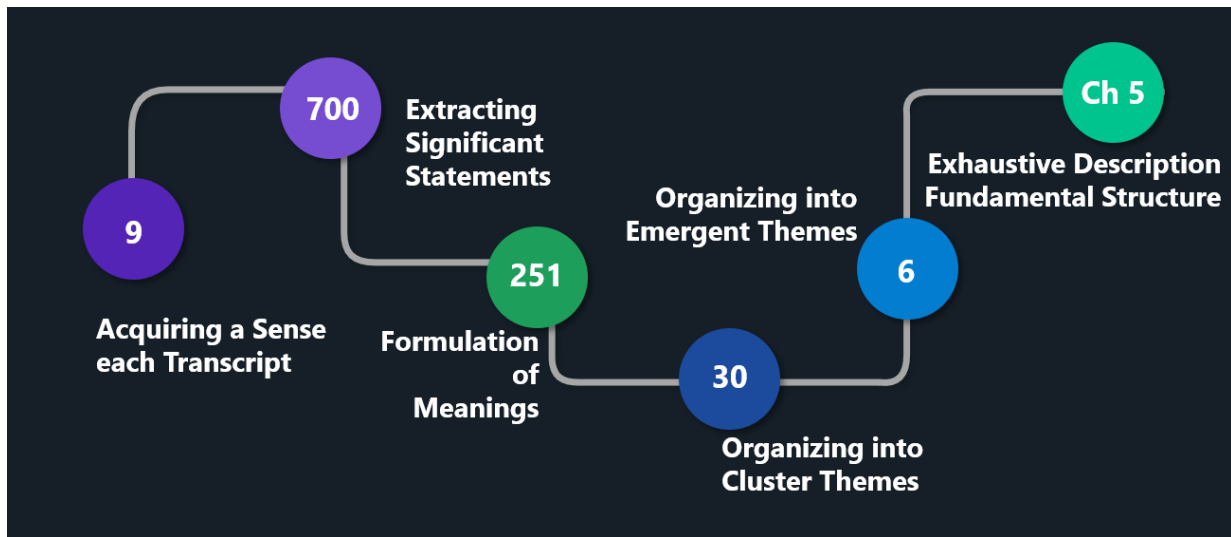 9
Acquiring a Sense
each Transcript
700
Extracting
Significant
Statements
251
Formulation
of
Meanings
30
Organizing into
Cluster Themes
6
Organizing into
Emergent Themes
Ch 5
Exhaustive Description
Fundamental Structure